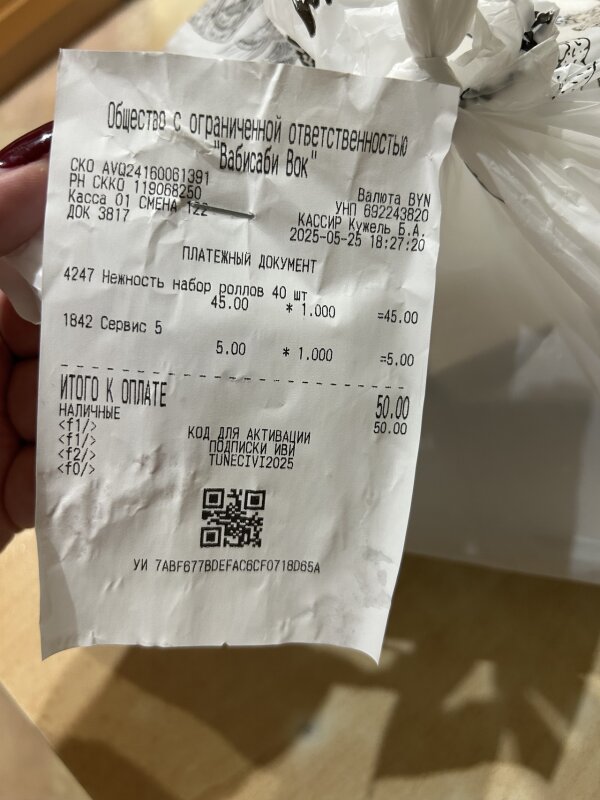 Общество с ограниченной ответственностью
"Вабисаби Вок"
СКО AVQ24160061391
Валюта BYN
РН СККО 119068250
УНП 692243820
Касса 01 СМЕНА 122
КАССИР Кужель Б.А.
ДОК 3817
2025-05-25 18:27:20
ПЛАТЕЖНЫЙ ДОКУМЕНТ
4247 Нежность набор роллов 40 шт
45.00 * 1.000 =45.00
1842 Сервис 5
5.00 * 1.000 =5.00
ИТОГО К ОПЛАТЕ 50.00
НАЛИЧНЫЕ 50.00
<f1/>
<f1/>
<f2/>
<f0/>
КОД ДЛЯ АКТИВАЦИИ
ПОДПИСКИ ИВИ
TUNECIVI2025
УИ 7ABF677BDEFAC6CF0718D65A